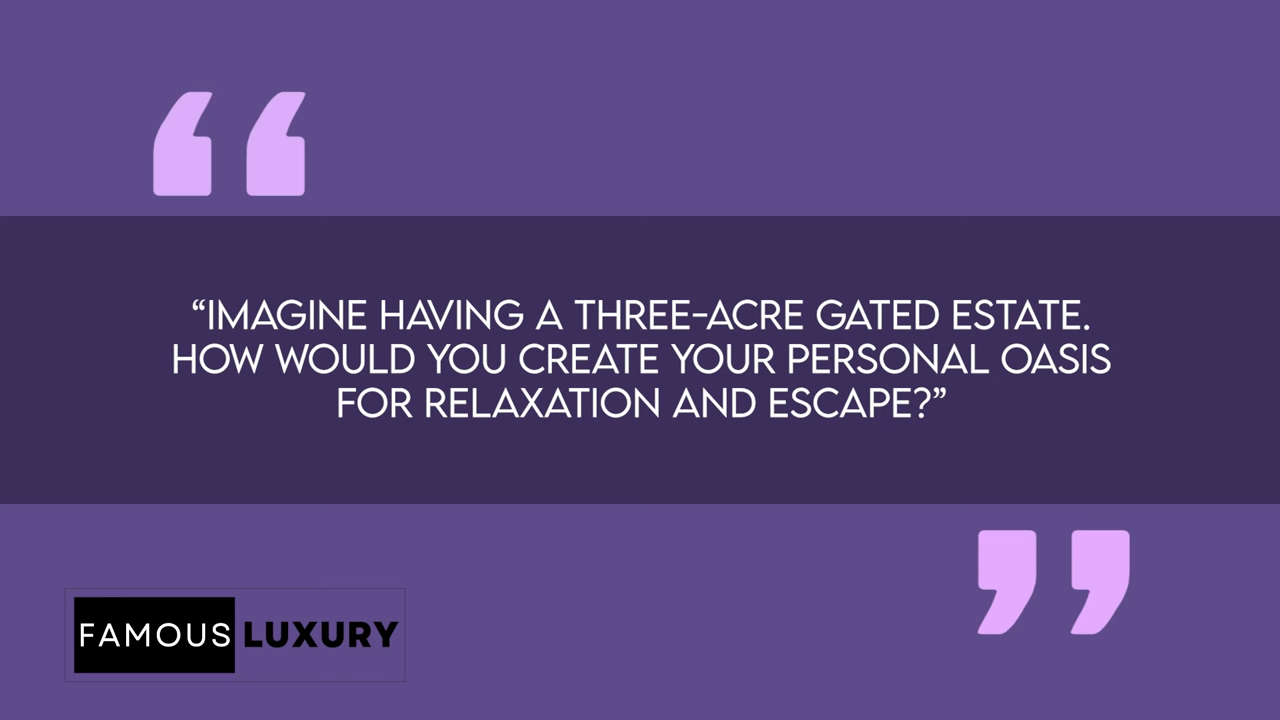 “IMAGINE HAVING A THREE-ACRE GATED ESTATE.
HOW WOULD YOU CREATE YOUR PERSONAL OASIS
FOR RELAXATION AND ESCAPE?”
FAMOUS LUXURY